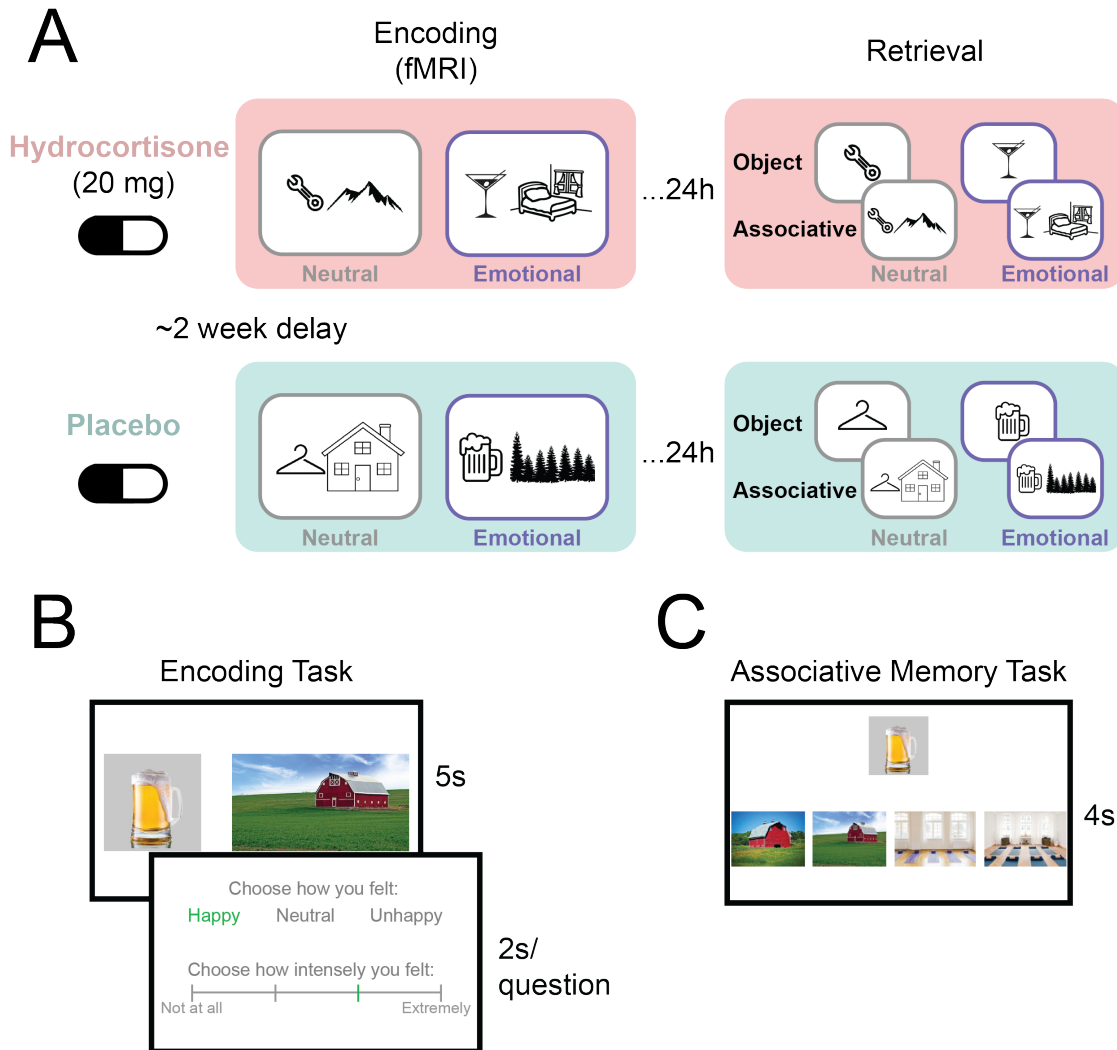 A
Encoding
(fMRI)
Retrieval
Hydrocortisone
(20 mg)
Neutral
Emotional
...24h
Object
Associative
Neutral
Emotional
~2 week delay
Placebo
Neutral
Emotional
...24h
Object
Associative
Neutral
Emotional
B
Encoding Task
5s
Choose how you felt:
Happy Neutral Unhappy
Choose how intensely you felt:
Not at all Extremely
2s/
question
C
Associative Memory Task
4s